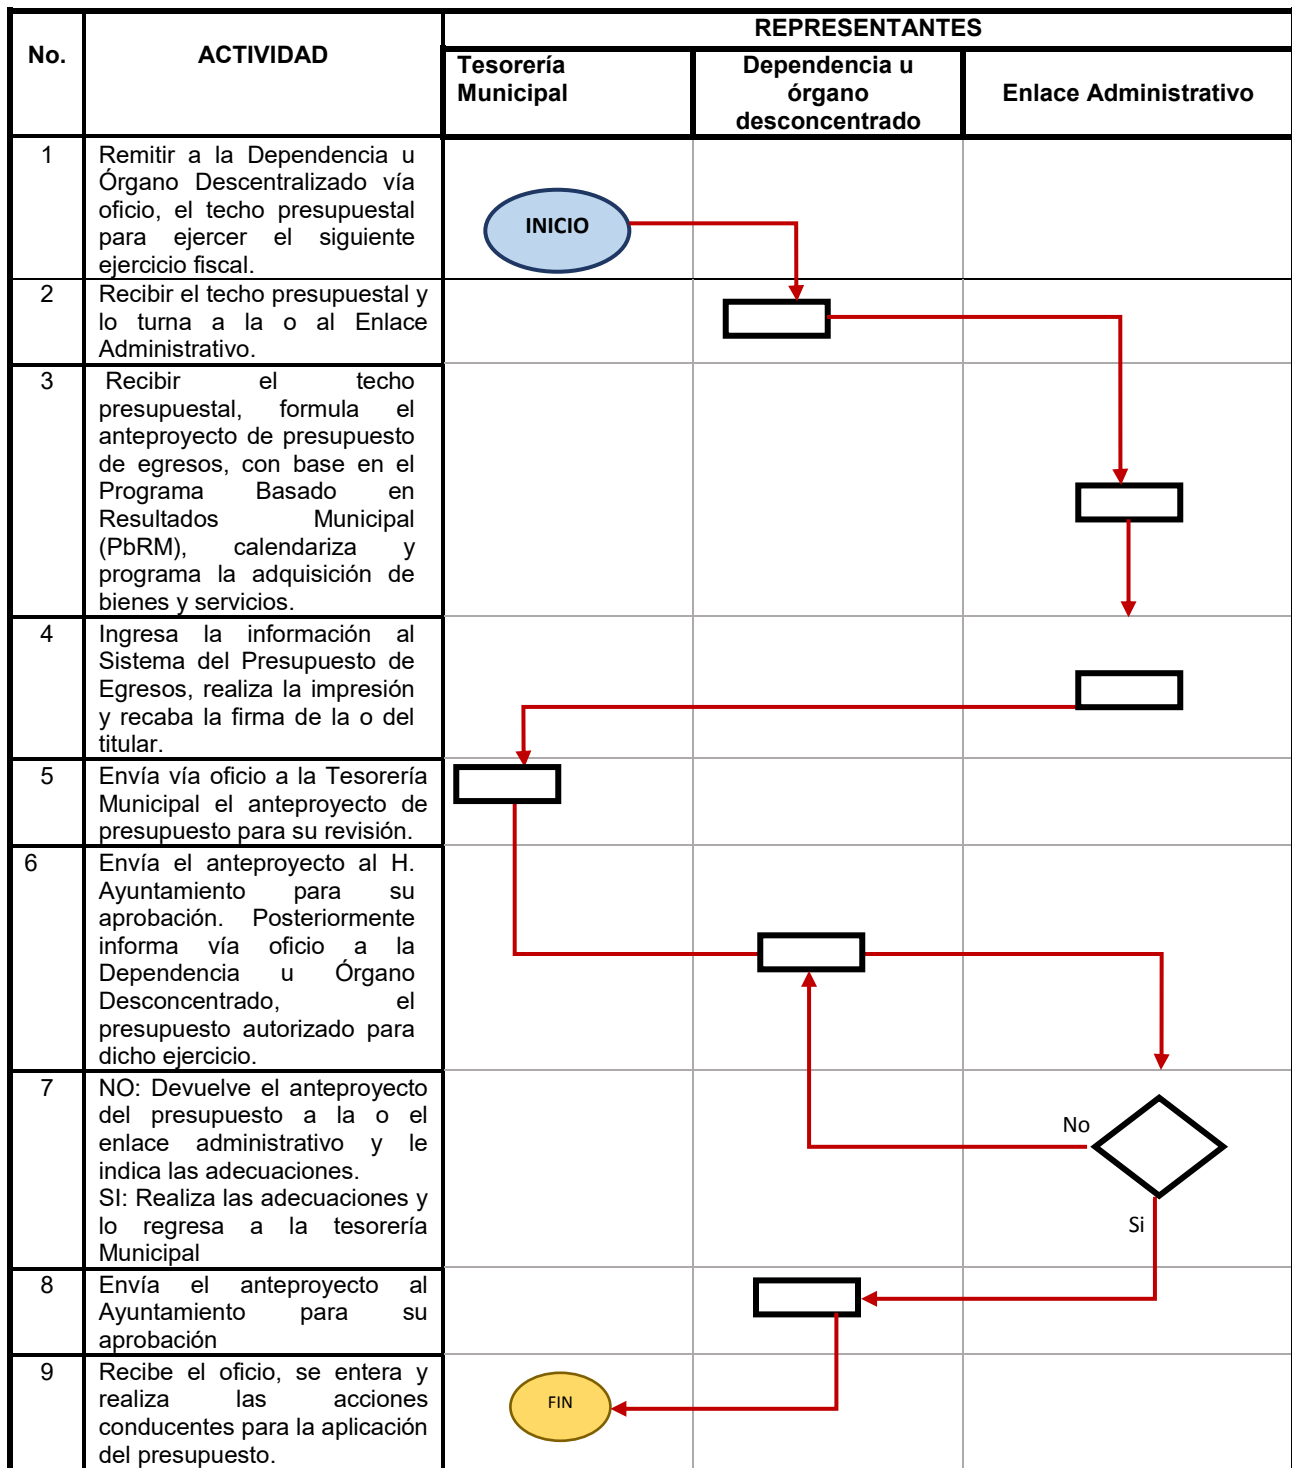 No.
ACTIVIDAD
REPRESENTANTES
Tesorería
Municipal
Dependencia u
órgano
desconcentrado
Enlace Administrativo
1
Remitir a la Dependencia u
Órgano Descentralizado vía
oficio, el techo presupuestal
para ejercer el siguiente
ejercicio fiscal.
INICIO
2
Recibir el techo presupuestal y
lo turna a la o al Enlace
Administrativo.
3
Recibir el techo
presupuestal, formula el
anteproyecto de presupuesto
de egresos, con base en el
Programa Basado en
Resultados Municipal
(PbRM), calendariza y
programa la adquisición de
bienes y servicios.
4
Ingresa la información al
Sistema del Presupuesto de
Egresos, realiza la impresión
y recaba la firma de la o del
titular.
5
Envía vía oficio a la Tesorería
Municipal el anteproyecto de
presupuesto para su revisión.
6
Envía el anteproyecto al H.
Ayuntamiento para su
aprobación. Posteriormente
informa vía oficio a la
Dependencia u Órgano
Desconcentrado, el
presupuesto autorizado para
dicho ejercicio.
7
NO: Devuelve el anteproyecto
del presupuesto a la o el
enlace administrativo y le
indica las adecuaciones.
SI: Realiza las adecuaciones y
lo regresa a la tesorería
Municipal
No
Si
8
Envía el anteproyecto al
Ayuntamiento para su
aprobación
9
Recibe el oficio, se entera y
realiza las acciones
conducentes para la aplicación
del presupuesto.
FIN